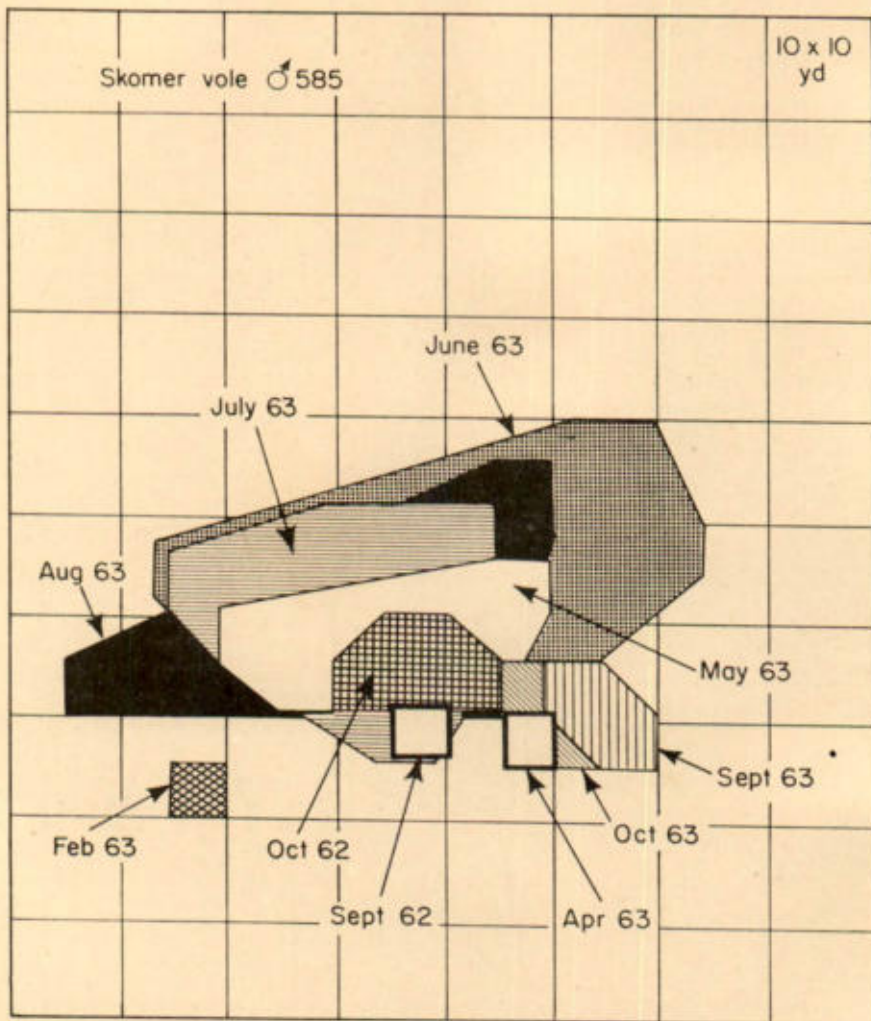 Skomer vole ♂ 585
10 x 10
yd
June 63
July 63
Aug 63
May 63
Sept 63
Feb 63
Oct 62
Oct 63
Sept 62
Apr 63